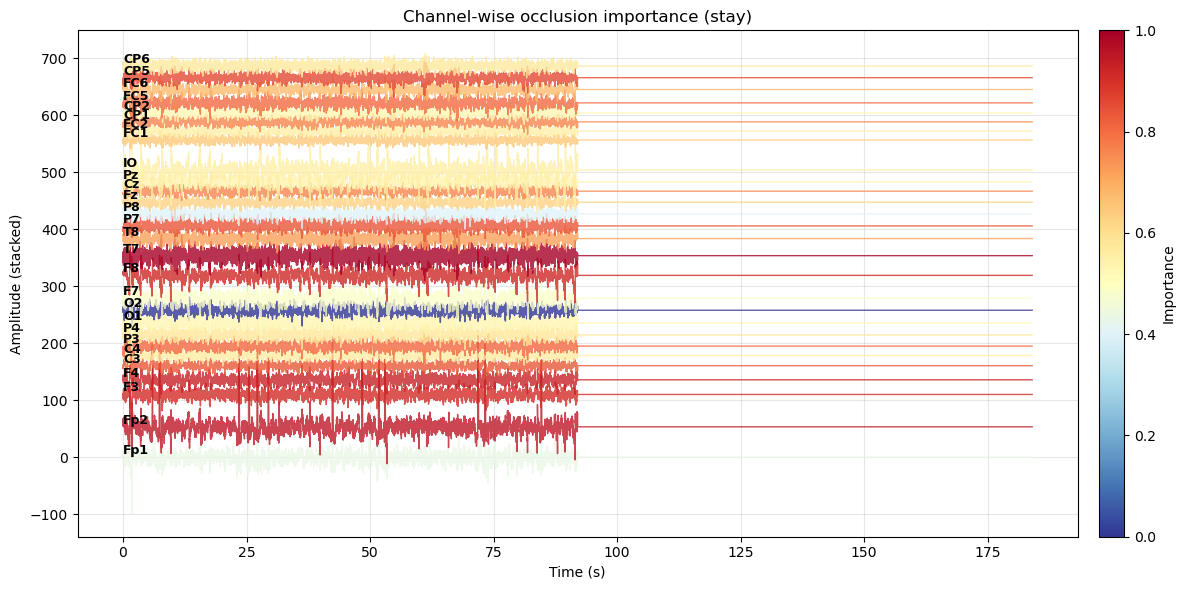 Channel-wise occlusion importance (stay)
Amplitude (stacked)
700
600
500
400
300
200
100
0
−100
CP6
CP5
FC6
FC5
CP2
CP1
FC2
FC1
IO
Pz
Cz
Fz
P8
P7
T8
T7
F8
F7
O2
O1
P4
P3
C4
C3
F4
F3
Fp2
Fp1
0
25
50
75
100
125
150
175
Time (s)
1.0
0.8
0.6
0.4
0.2
0.0
Importance